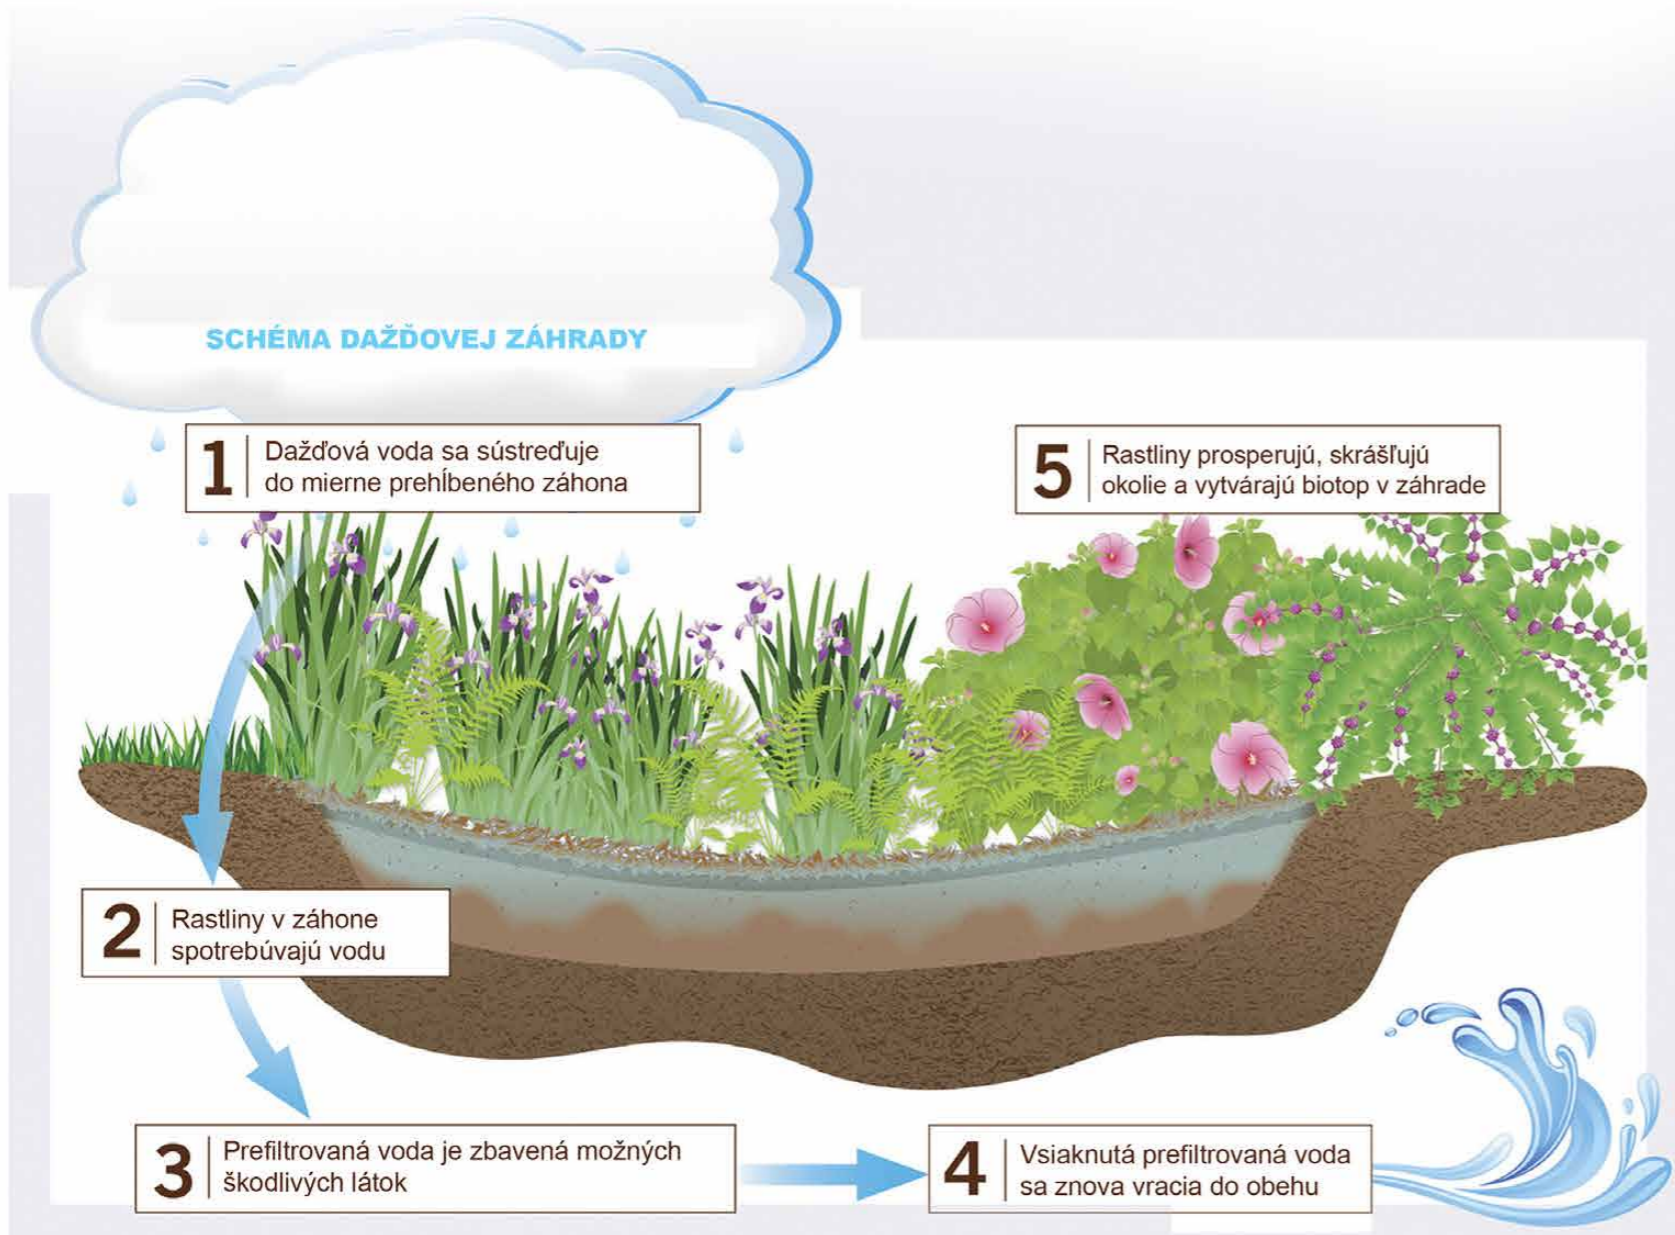 SCHÉMA DAŽĎOVEJ ZÁHRADY
1 Dažďová voda sa sústreďuje
do mierne prehĺbeného záhona
2 Rastliny v záhone
spotrebúvajú vodu
3 Prefiltrovaná voda je zbavená možných
škodlivých látok
4 Vsiaknutá prefiltrovaná voda
sa znova vracia do obehu
5 Rastliny prosperujú, skrášľujú
okolie a vytvárajú biotop v záhrade